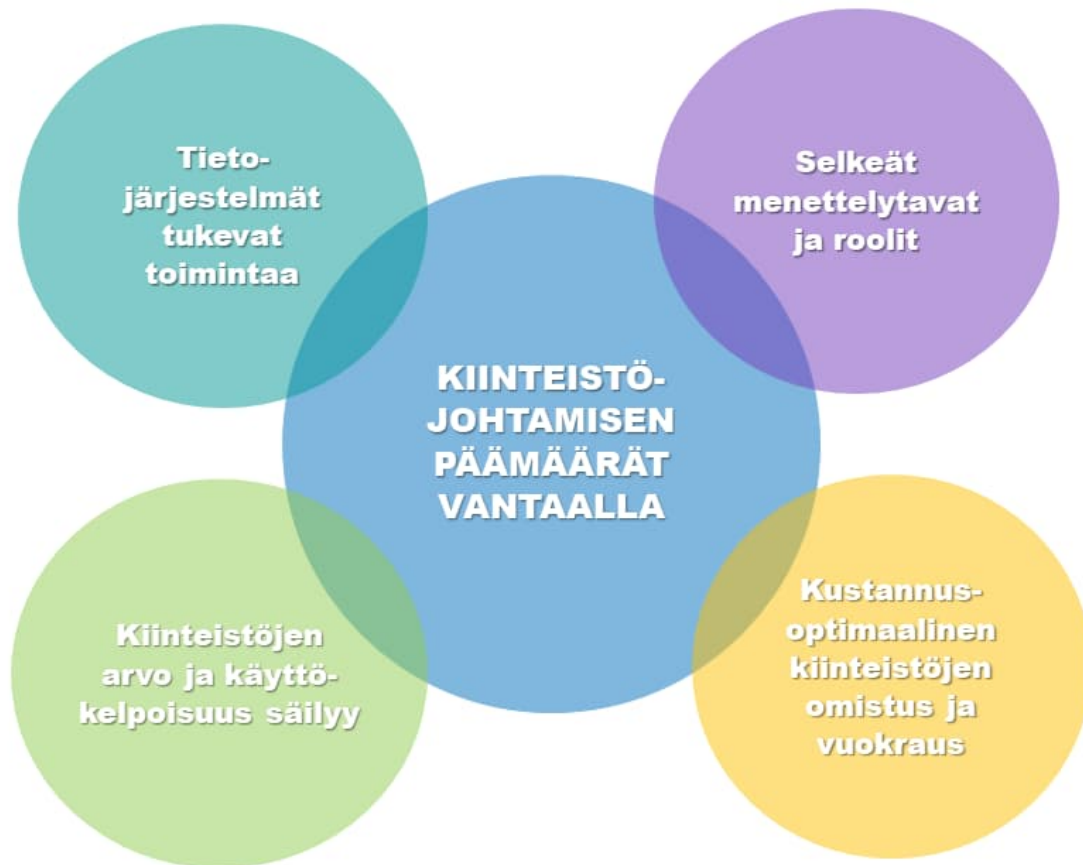 Tieto-
järjestelmät
tukevat
toimintaa
Selkeät
menettelytavat
ja roolit
KIINTEISTÖ-
JOHTAMISEN
PÄÄMÄÄRÄT
VANTAALLA
Kiinteistöjen
arvo ja käyttö-
kelpoisuus säilyy
Kustannus-
optimaalinen
kiinteistöjen
omistus ja
vuokraus